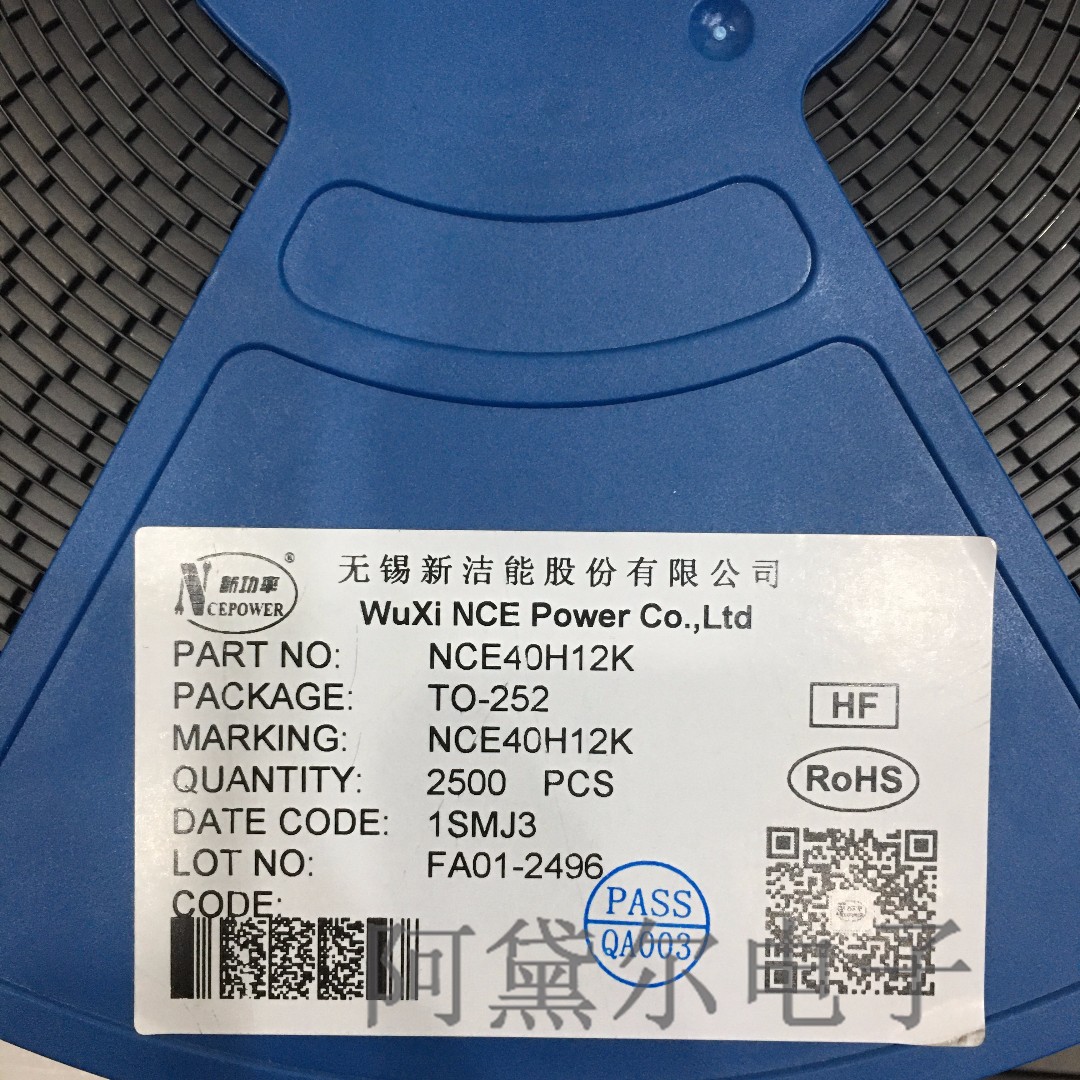 新功率
NCEPOWER
®
无锡新洁能股份有限公司
WuXi NCE Power Co.,Ltd
PART NO: NCE40H12K
PACKAGE: TO-252
MARKING: NCE40H12K
QUANTITY: 2500 PCS
DATE CODE: 1SMJ3
LOT NO: FA01-2496
CODE:
HF
RoHS
PASS
QA003
阿黛尔电子